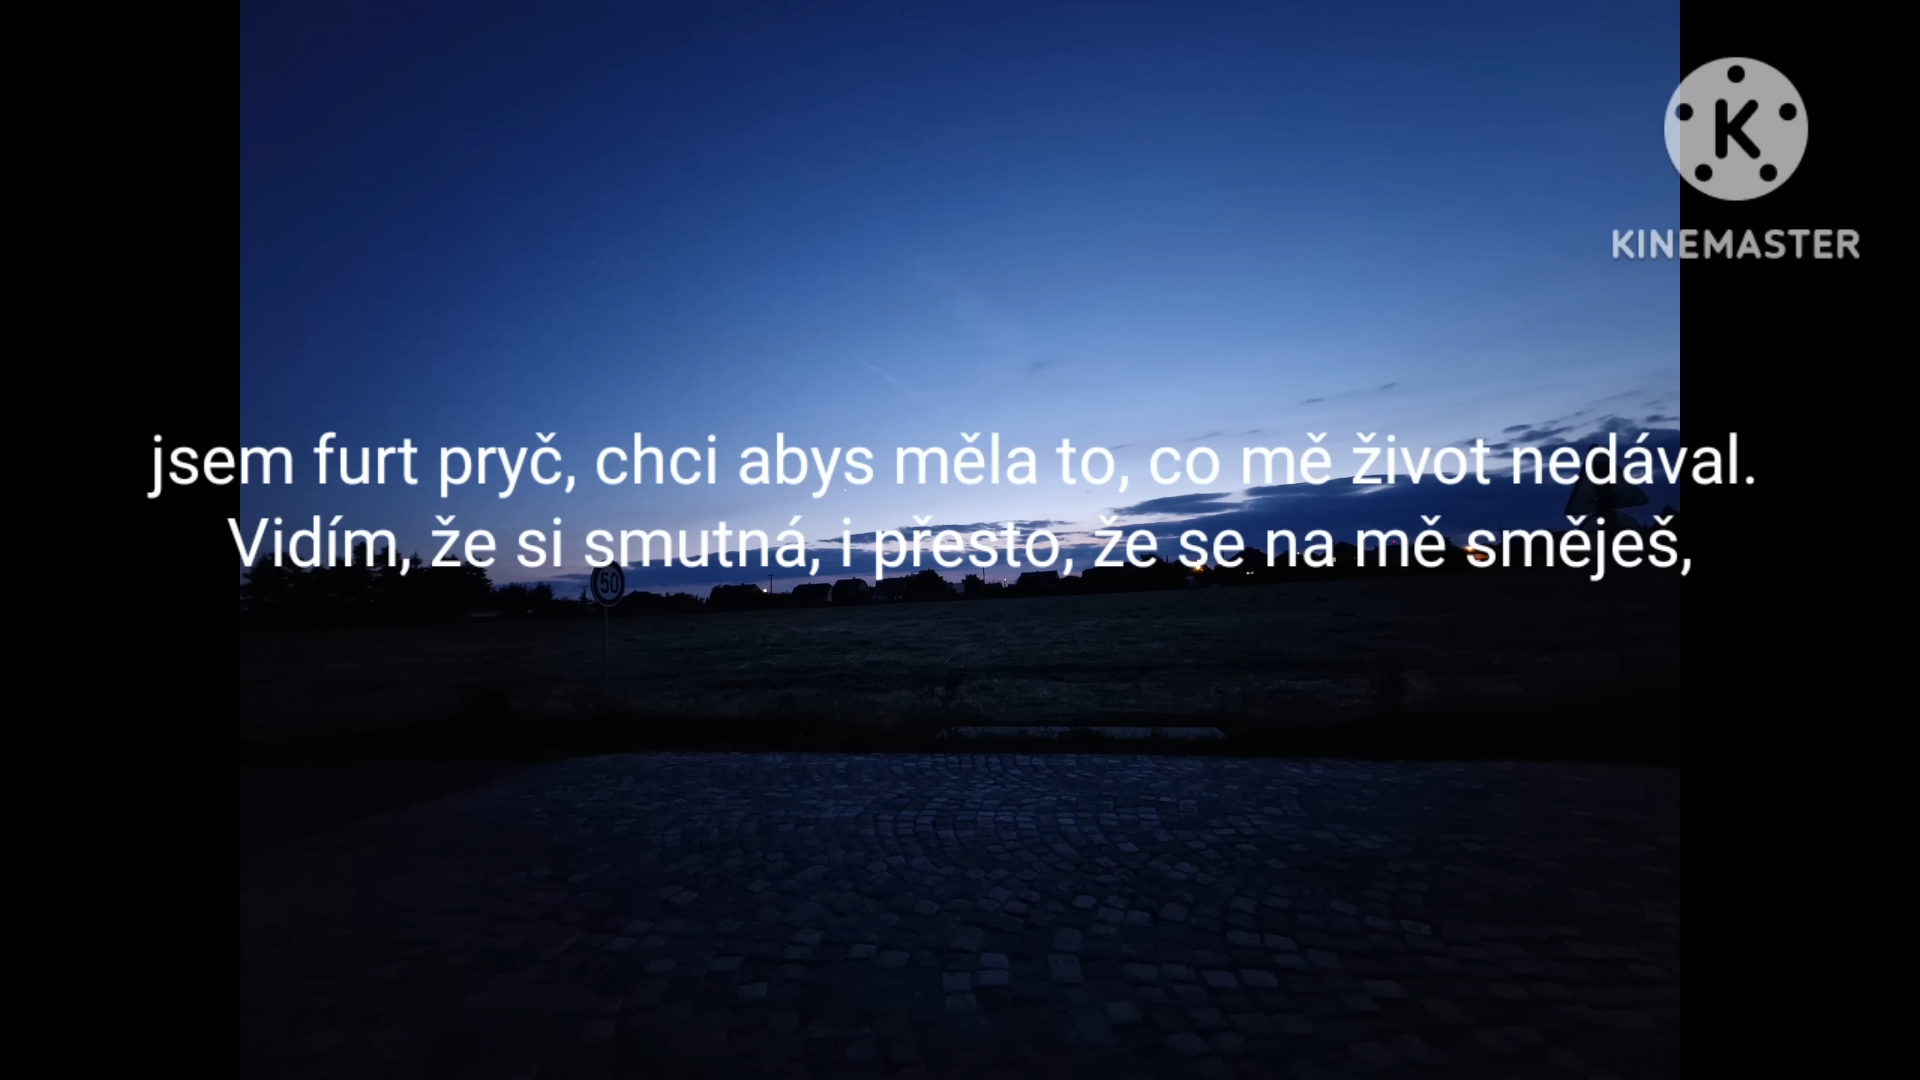 K
KINEMASTER
jsem furt pryč, chci abys měla to, co mě život nedával.
Vidím, že si smutná, i přesto, že se na mě směješ,
50